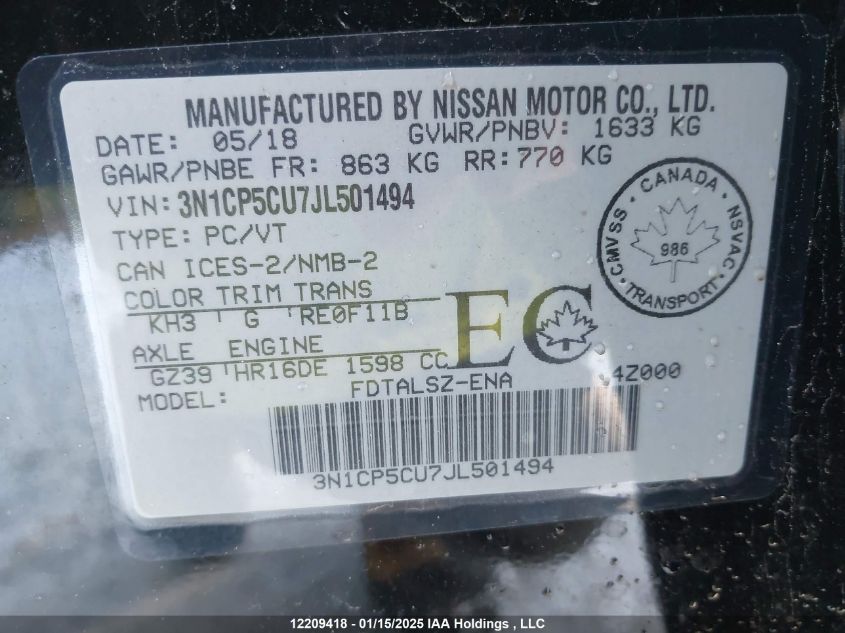 MANUFACTURED BY NISSAN MOTOR CO., LTD.
DATE: 05/18 GVWR/PNBV: 1633 KG
GAWR/PNBE FR: 863 KG RR: 770 KG
VIN: 3N1CP5CU7JL501494
TYPE: PC/VT
CAN ICES-2/NMB-2
COLOR TRIM TRANS
KH3 G RE0F11B
AXLE ENGINE
GZ39 HR16DE 1598 CC
MODEL: FDTALSZ-ENA 4Z000
3N1CP5CU7JL501494
EC
CANADA
CMVSS · NSVAC
986
TRANSPORT
12209418 - 01/15/2025 IAA Holdings , LLC